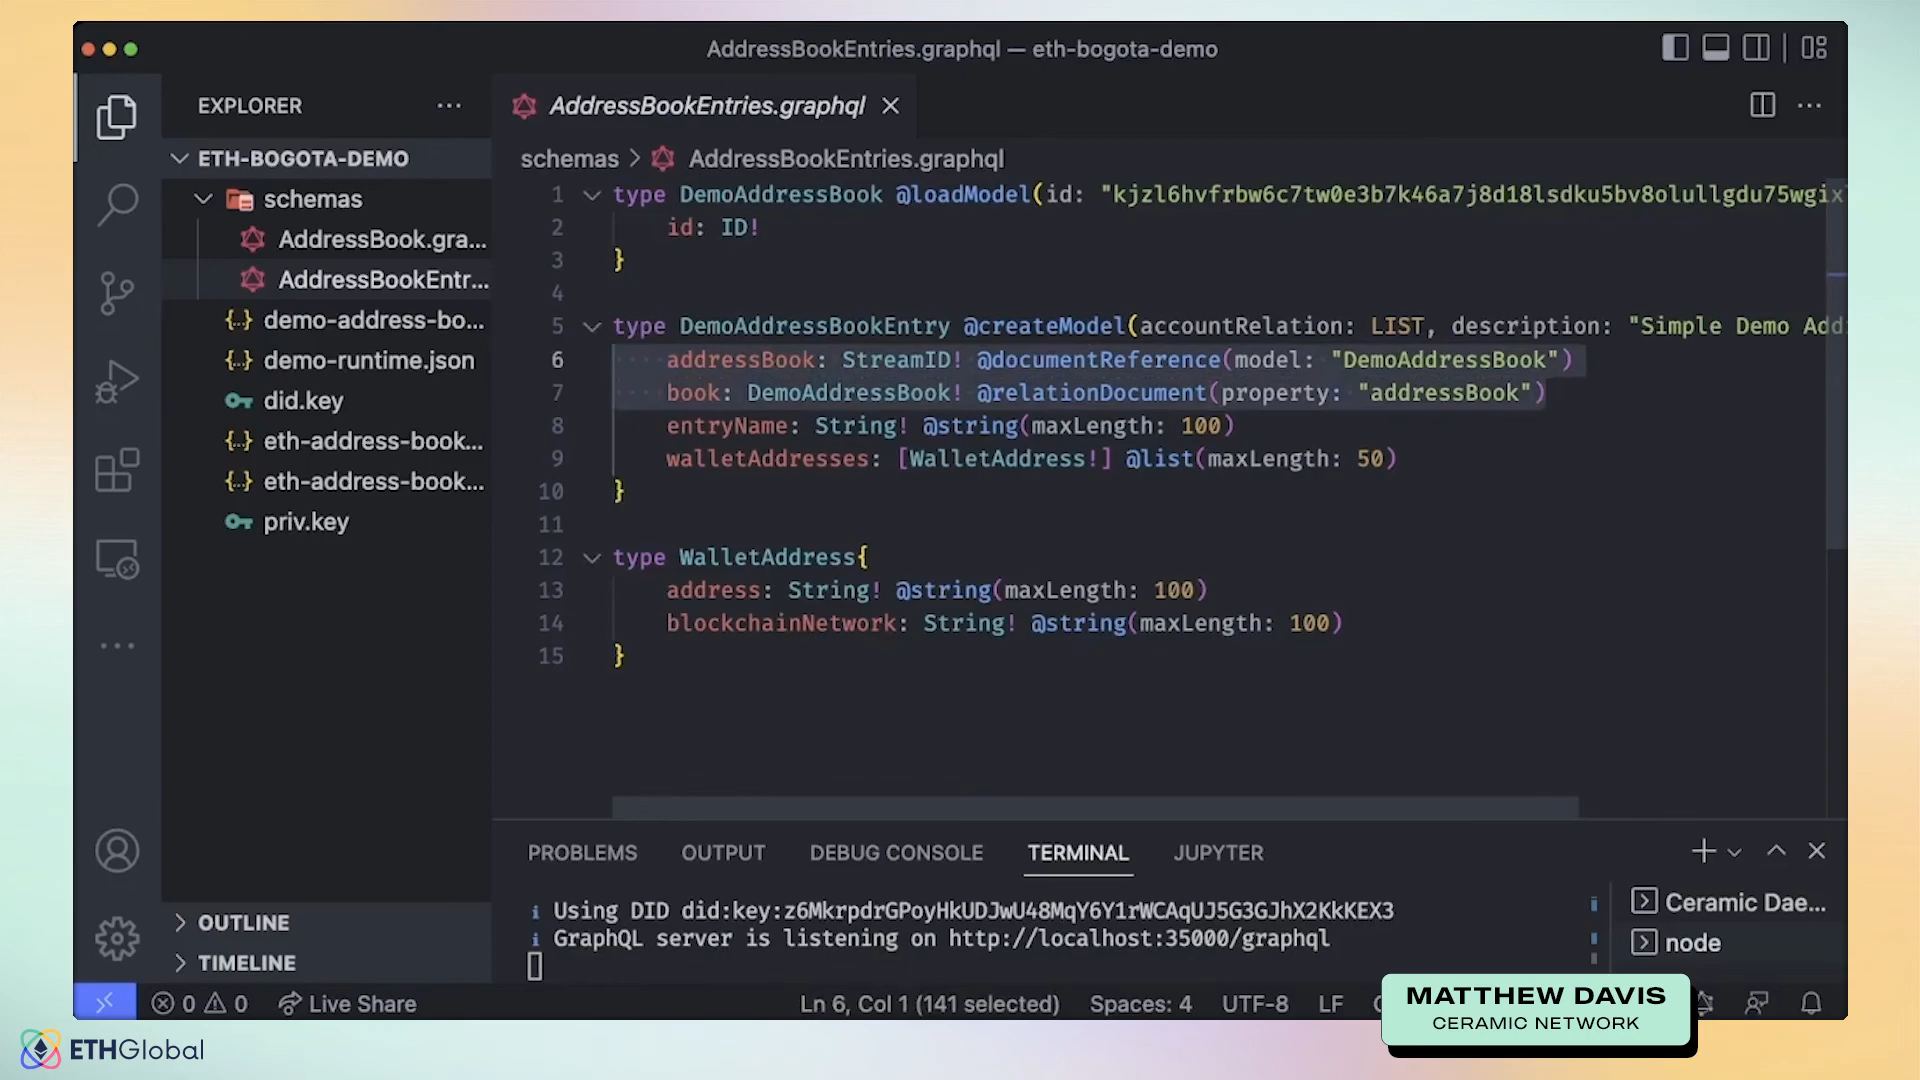 AddressBookEntries.graphql — eth-bogota-demo
EXPLORER
AddressBookEntries.graphql
ETH-BOGOTA-DEMO
schemas
AddressBook.gra...
AddressBookEntr...
demo-address-bo...
demo-runtime.json
did.key
eth-address-book...
eth-address-book...
priv.key
OUTLINE
TIMELINE
schemas > AddressBookEntries.graphql
1 type DemoAddressBook @loadModel(id: "kjzl6hvfrbw6c7tw0e3b7k46a7j8d18lsdku5bv8olullgdu75wgix
2 id: ID!
3 }
4
5 type DemoAddressBookEntry @createModel(accountRelation: LIST, description: "Simple Demo Add
6 addressBook: StreamID! @documentReference(model: "DemoAddressBook")
7 book: DemoAddressBook! @relationDocument(property: "addressBook")
8 entryName: String! @string(maxLength: 100)
9 walletAddresses: [WalletAddress!] @list(maxLength: 50)
10 }
11
12 type WalletAddress{
13 address: String! @string(maxLength: 100)
14 blockchainNetwork: String! @string(maxLength: 100)
15 }
PROBLEMS OUTPUT DEBUG CONSOLE TERMINAL JUPYTER
i Using DID did:key:z6MkrpdrGPoyHkUDJwU48MqY6Y1rWCAqUJ5G3GJhX2KkKEX3
i GraphQL server is listening on http://localhost:35000/graphql
Ceramic Dae...
node
0 0 Live Share Ln 6, Col 1 (141 selected) Spaces: 4 UTF-8 LF
MATTHEW DAVIS
CERAMIC NETWORK
ETHGlobal